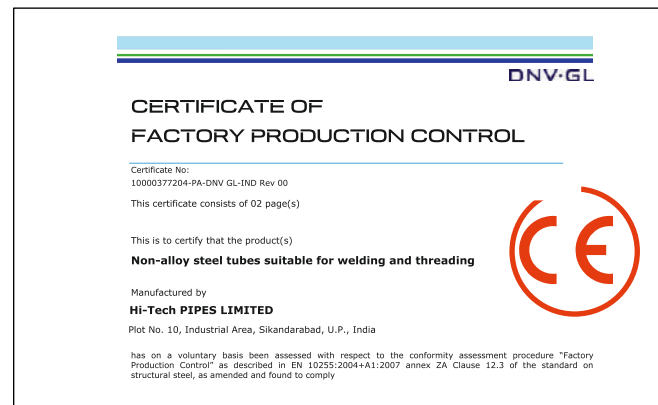 DNV·GL
CERTIFICATE OF
FACTORY PRODUCTION CONTROL
Certificate No:
10000377204-PA-DNV GL-IND Rev 00
This certificate consists of 02 page(s)
This is to certify that the product(s)
Non-alloy steel tubes suitable for welding and threading
Manufactured by
Hi-Tech PIPES LIMITED
Plot No. 10, Industrial Area, Sikandarabad, U.P., India
has on a voluntary basis been assessed with respect to the conformity assessment procedure “Factory
Production Control” as described in EN 10255:2004+A1:2007 annex ZA Clause 12.3 of the standard on
structural steel, as amended and found to comply
CE